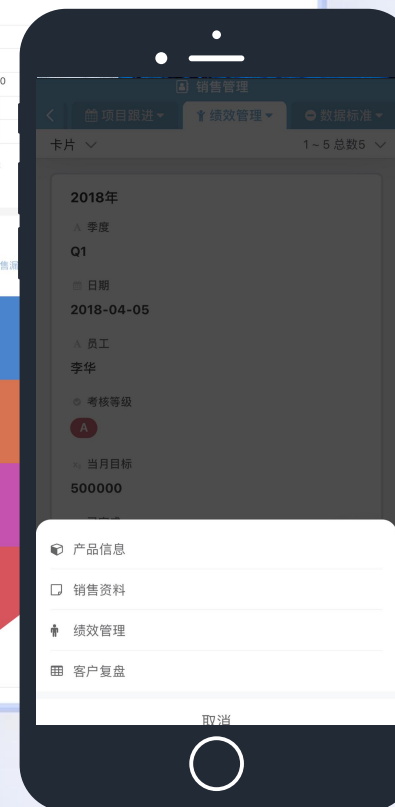 0
售漏
销售管理
项目跟进
绩效管理
数据标准
卡片
1 ~ 5 总数5
2018年
季度
Q1
日期
2018-04-05
员工
李华
考核等级
A
当月目标
500000
产品信息
销售资料
绩效管理
客户复盘
取消